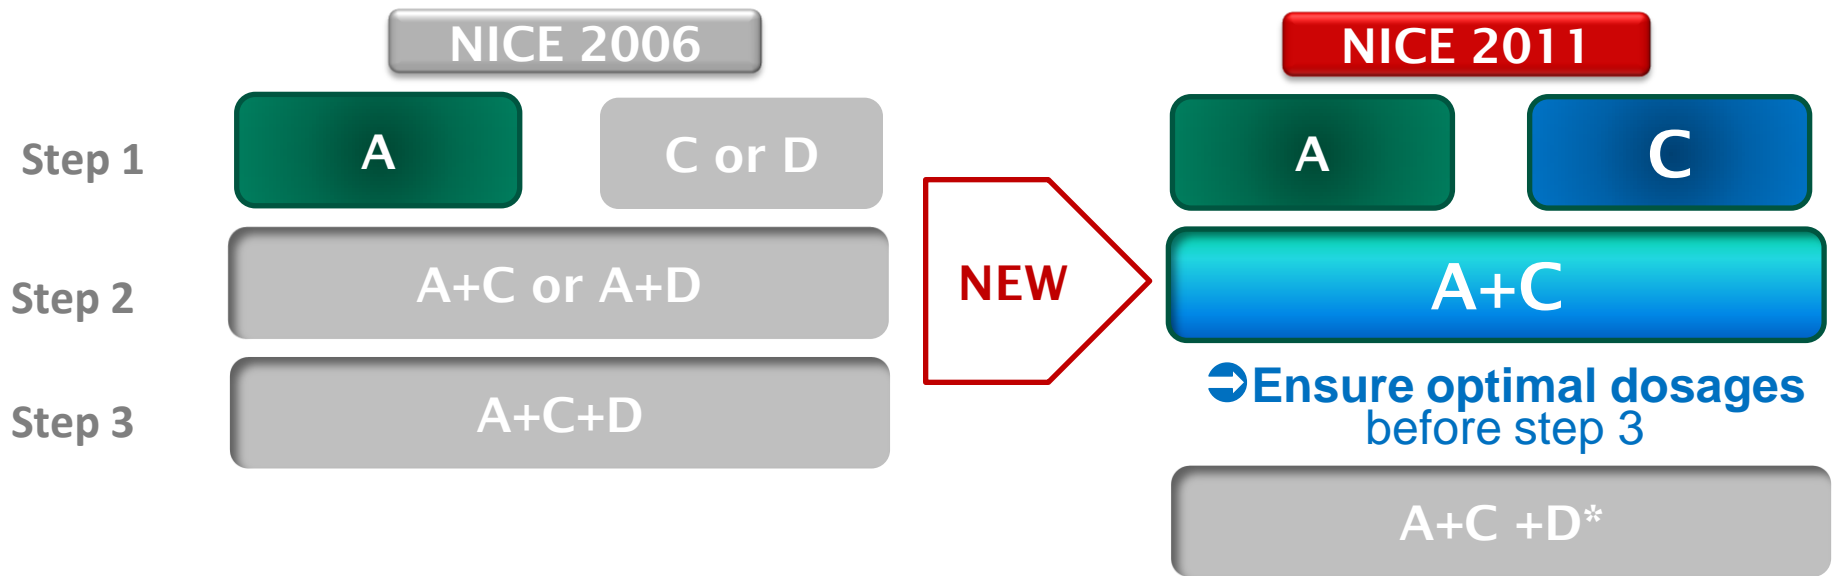 NICE 2006
NICE 2011
Step 1
A
C or D
A
C
Step 2
A+C or A+D
NEW
A+C
Step 3
A+C+D
➲Ensure optimal dosages
before step 3
A+C +D*